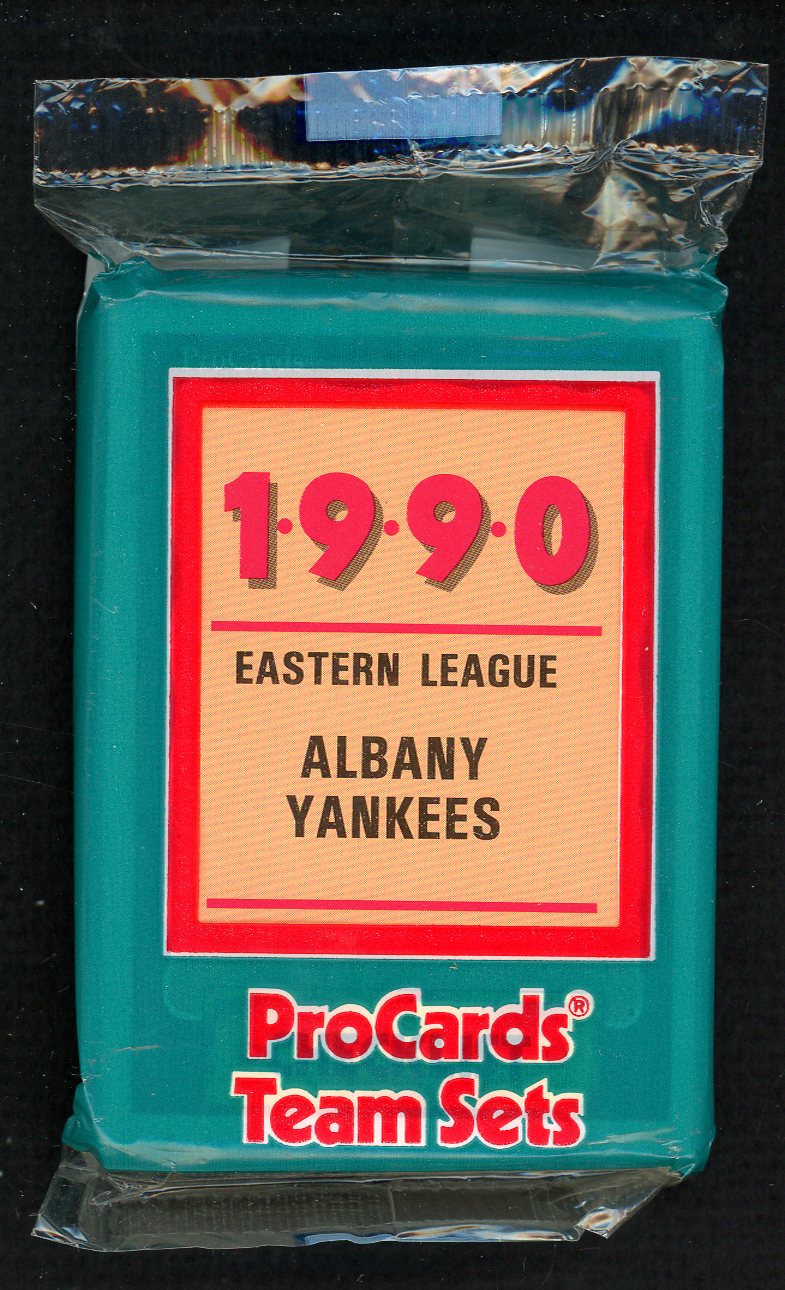 1·9·9·0
EASTERN LEAGUE
ALBANY
YANKEES
ProCards®
Team Sets